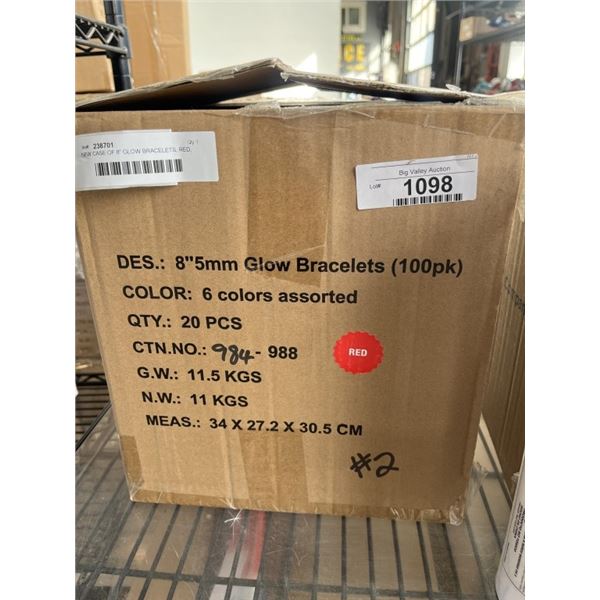 238701
NEW CASE OF 8" GLOW BRACELETS, RED,
Big Valley Auction
Lot# 1098
DES.: 8"5mm Glow Bracelets (100pk)
COLOR: 6 colors assorted
QTY.: 20 PCS
CTN.NO.: 984 - 988
RED
G.W.: 11.5 KGS
N.W.: 11 KGS
MEAS.: 34 X 27.2 X 30.5 CM
#2